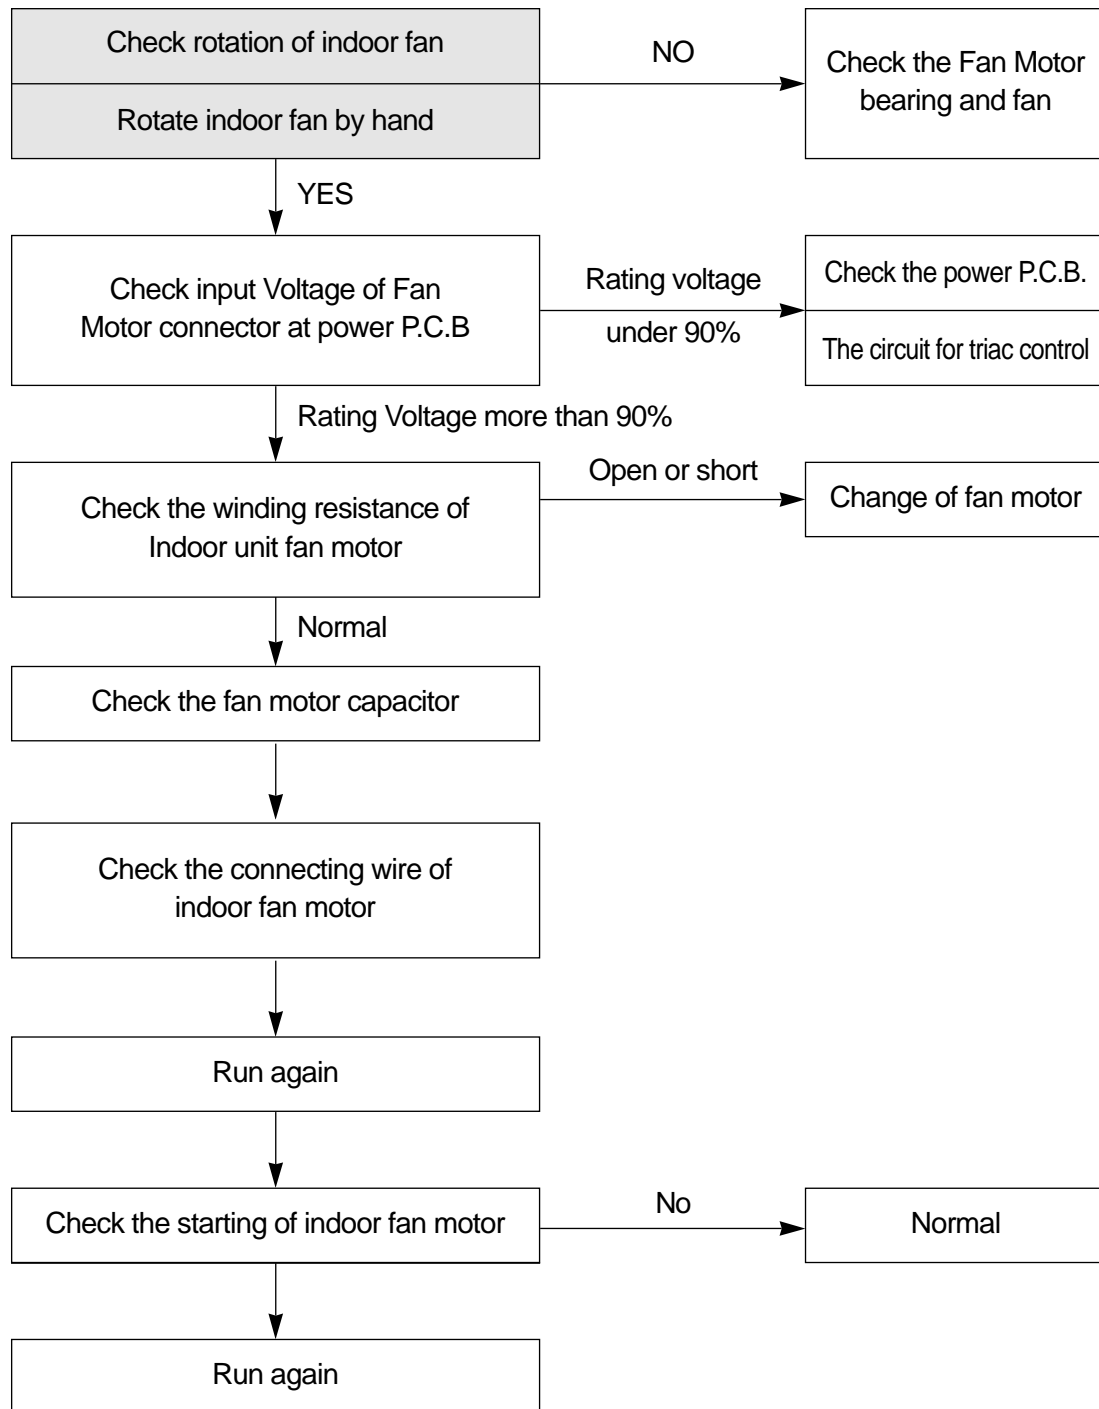 Check rotation of indoor fan
NO
Check the Fan Motor
bearing and fan
Rotate indoor fan by hand
YES
Check input Voltage of Fan
Motor connector at power P.C.B
Rating voltage
under 90%
Check the power P.C.B.
The circuit for triac control
Rating Voltage more than 90%
Check the winding resistance of
Indoor unit fan motor
Open or short
Change of fan motor
Normal
Check the fan motor capacitor
Check the connecting wire of
indoor fan motor
Run again
Check the starting of indoor fan motor
No
Normal
Run again